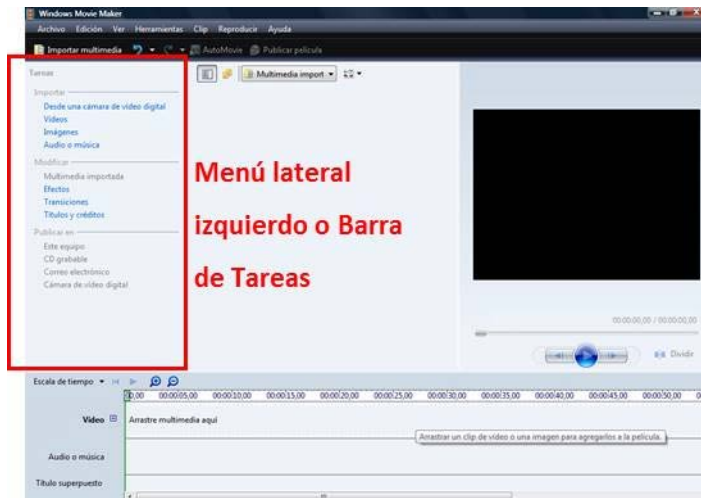 Windows Movie Maker
Archivo Edición Ver Herramientas Clip Reproducir Ayuda
Importar multimedia AutoMovie Publicar película
Tareas
Multimedia import
Importar
Desde una cámara de vídeo digital
Vídeos
Imágenes
Audio o música
Modificar
Multimedia importada
Efectos
Transiciones
Títulos y créditos
Publicar en
Este equipo
CD grabable
Correo electrónico
Cámara de vídeo digital
Menú lateral
izquierdo o Barra
de Tareas
00:00:00,00 / 00:00:00,00
Dividir
Escala de tiempo
00:00:05,00 00:00:10,00 00:00:15,00 00:00:20,00 00:00:25,00 00:00:30,00 00:00:35,00 00:00:40,00 00:00:45,00 00:00:50,00
Vídeo Arrastre multimedia aquí
Arrastrar un clip de vídeo o una imagen para agregarlos a la película.
Audio o música
Título superpuesto